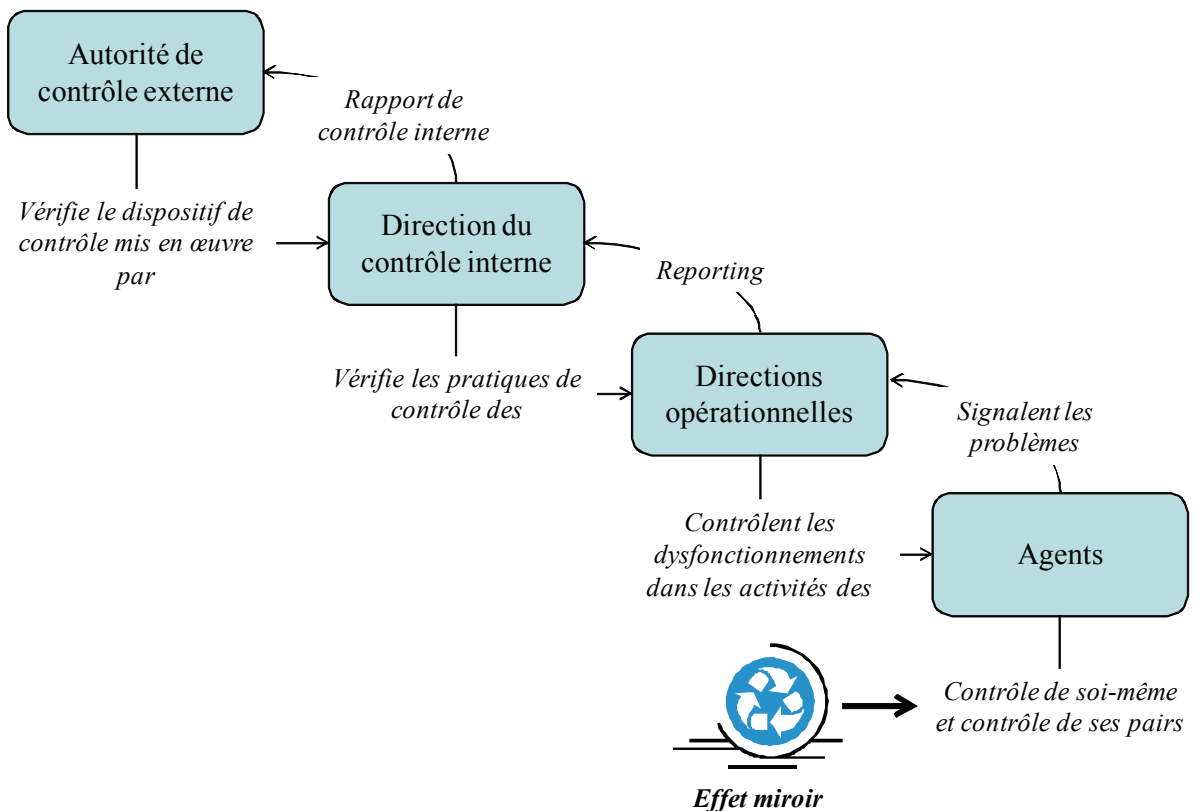 Autorité de
contrôle externe
Rapport de
contrôle interne
Vérifie le dispositif de
contrôle mis en œuvre
par
Direction du
contrôle interne
Reporting
Vérifie les pratiques de
contrôle des
Directions
opérationnelles
Signalent les
problèmes
Contrôlent les
dysfonctionnements
dans les activités des
Agents
Contrôle de soi-même
et contrôle de ses pairs
Effet miroir